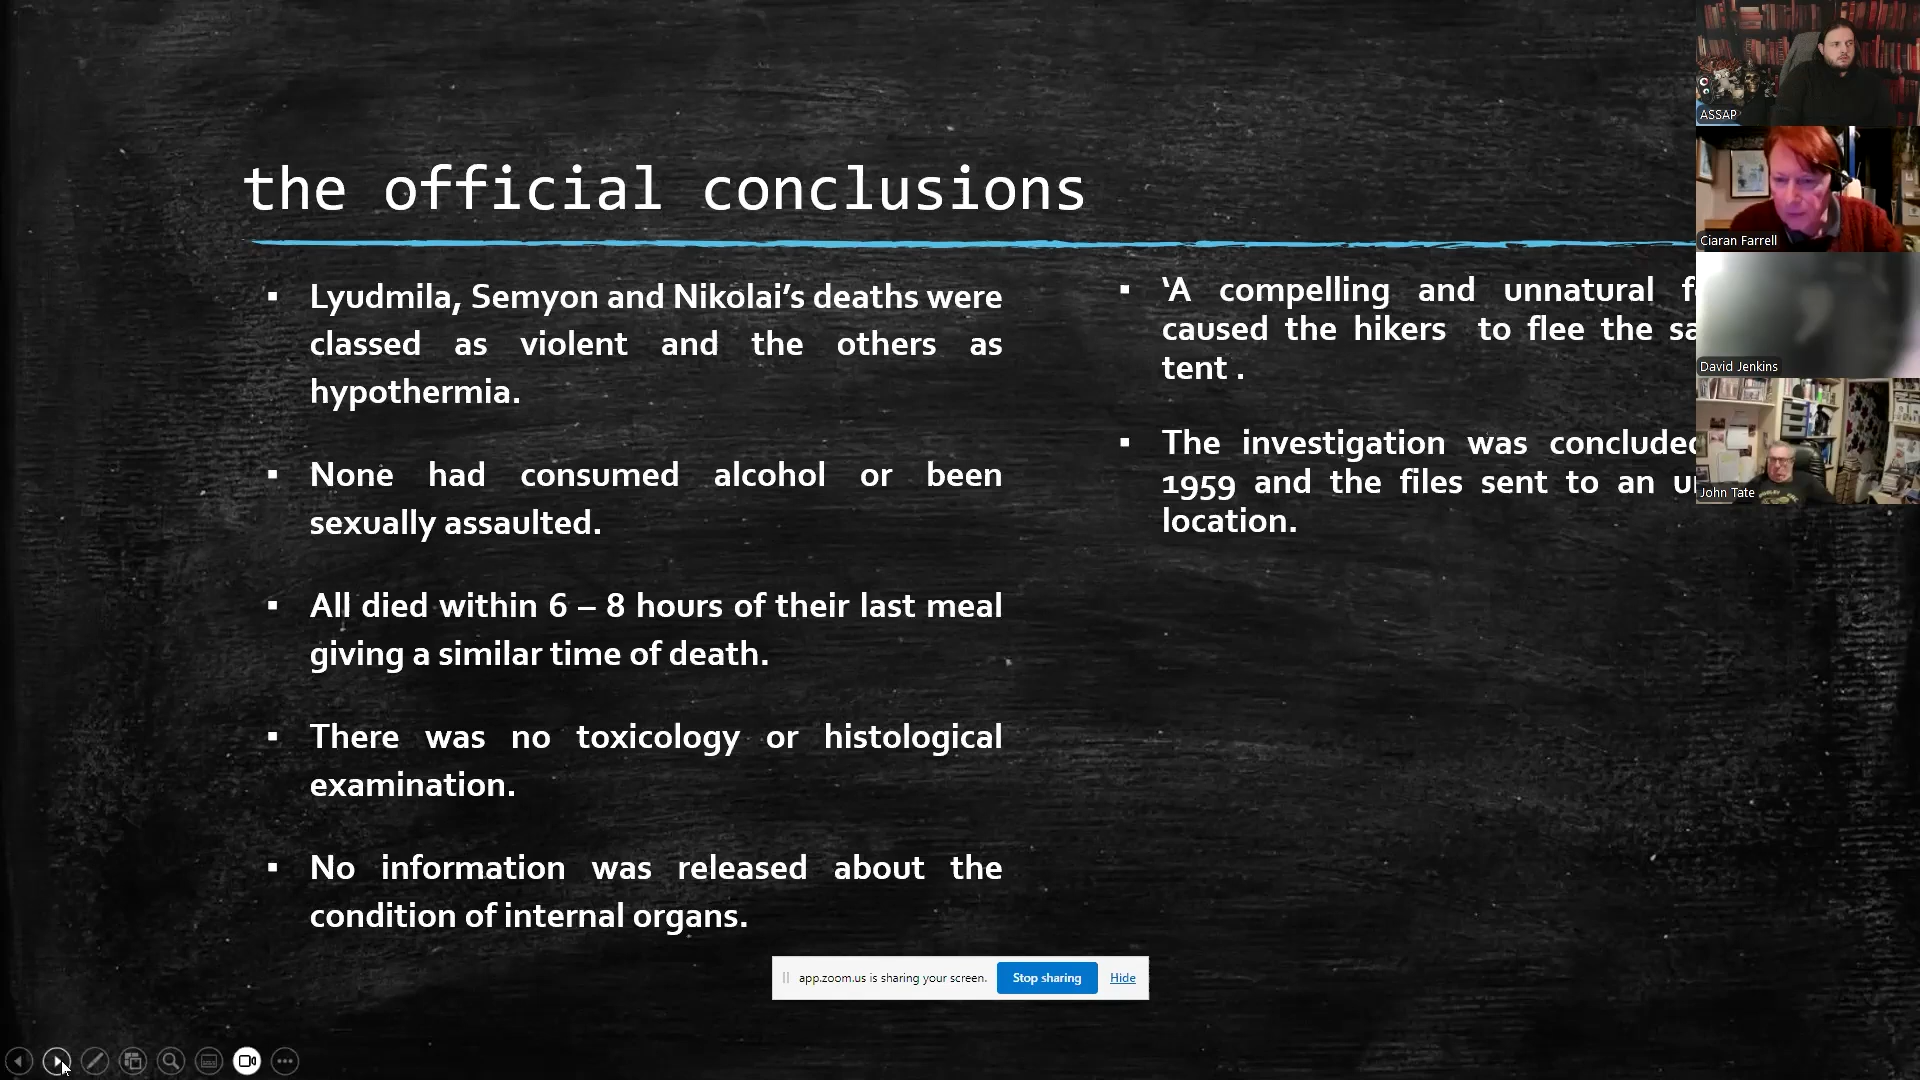 the official conclusions
▪ Lyudmila, Semyon and Nikolai’s deaths were
classed as violent and the others as
hypothermia.
▪ None had consumed alcohol or been
sexually assaulted.
▪ All died within 6 – 8 hours of their last meal
giving a similar time of death.
▪ There was no toxicology or histological
examination.
▪ No information was released about the
condition of internal organs.
▪ ‘A compelling and unnatural
caused the hikers to flee the
tent .
▪ The investigation was concluded
1959 and the files sent to an
location.
ASSAP
Ciaran Farrell
David Jenkins
John Tate
app.zoom.us is sharing your screen. Stop sharing Hide